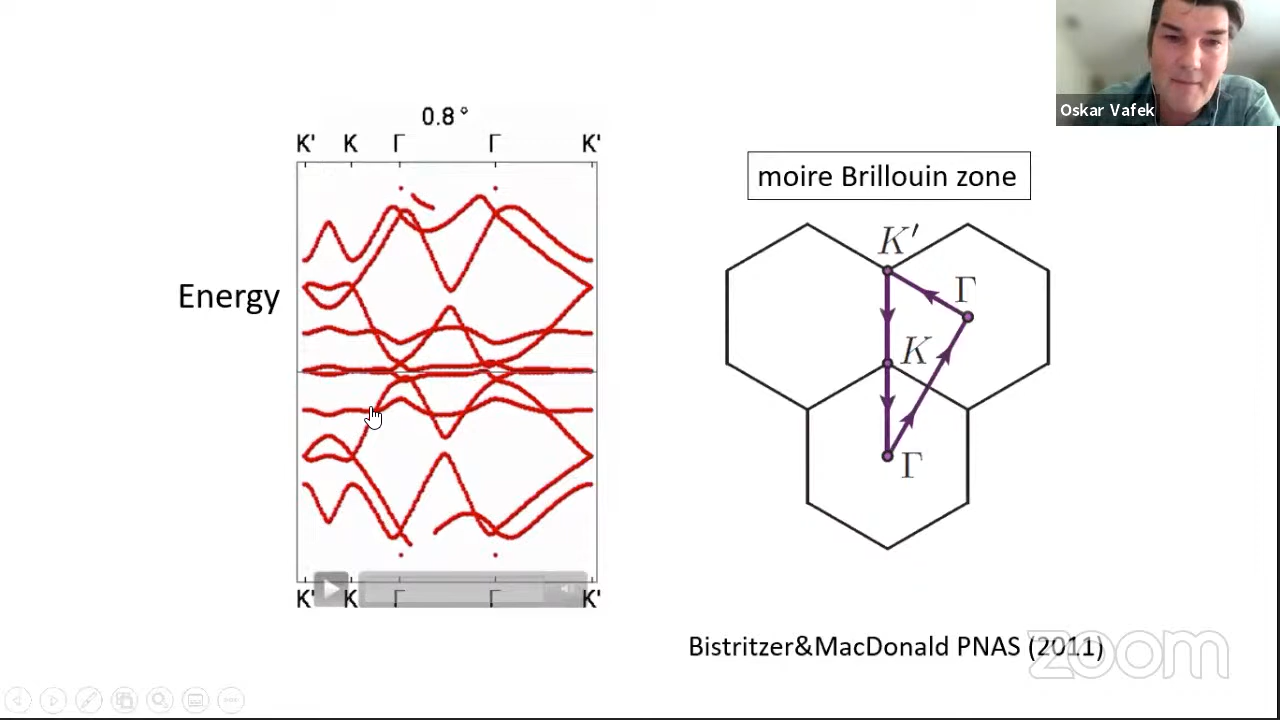 Oskar Vafek
0.8 °
K' K Γ Γ K'
moire Brillouin zone
K'
Γ
Energy
K
Γ
K' K Γ Γ K'
Bistritzer&MacDonald PNAS (2011)
zoom